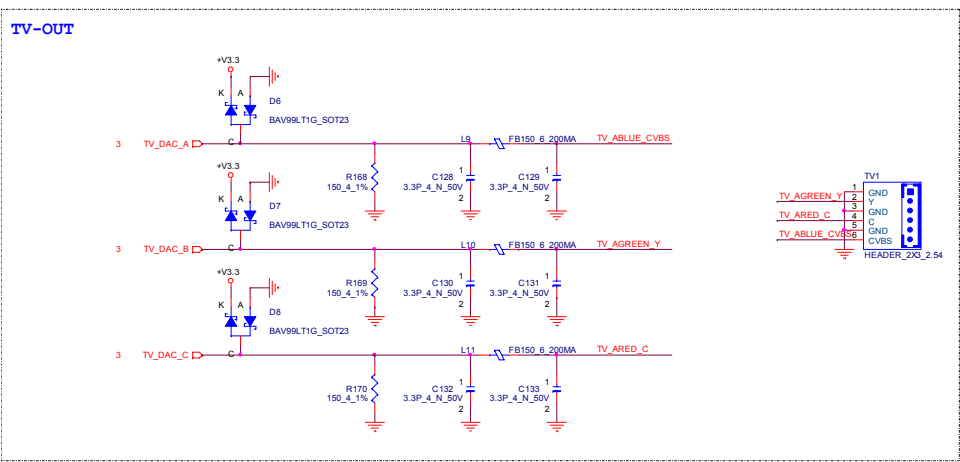 TV-OUT
+V3.3
K A
D6
BAV99LT1G_SOT23
C
3 TV_DAC_A
L9 FB150_6_200MA TV_ABLUE_CVBS
R168
150_4_1%
C128
3.3P_4_N_50V
1
2
C129
3.3P_4_N_50V
1
2
+V3.3
K A
D7
BAV99LT1G_SOT23
C
3 TV_DAC_B
L10 FB150_6_200MA TV_AGREEN_Y
R169
150_4_1%
C130
3.3P_4_N_50V
1
2
C131
3.3P_4_N_50V
1
2
+V3.3
K A
D8
BAV99LT1G_SOT23
C
3 TV_DAC_C
L11 FB150_6_200MA TV_ARED_C
R170
150_4_1%
C132
3.3P_4_N_50V
1
2
C133
3.3P_4_N_50V
1
2
TV1
1 GND
TV_AGREEN_Y 2 Y
3 GND
TV_ARED_C 4 C
5 GND
TV_ABLUE_CVBS 6 CVBS
HEADER_2X3_2.54